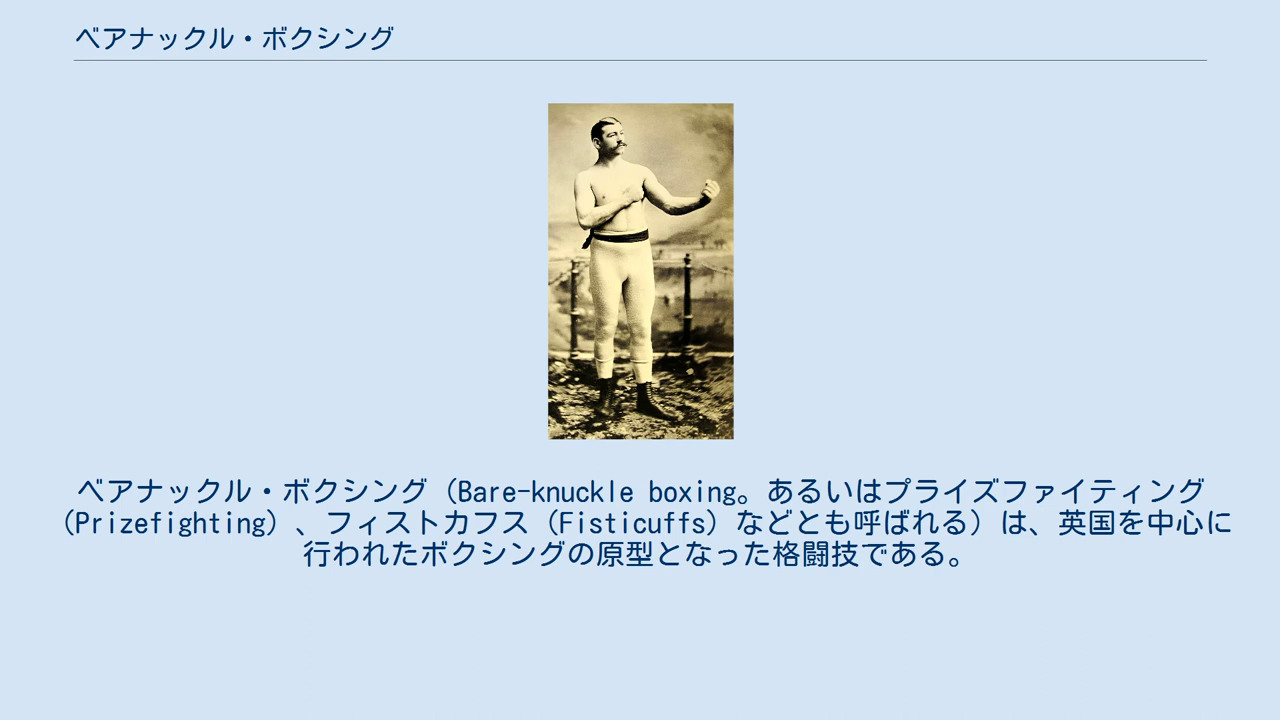 ベアナックル・ボクシング
ベアナックル・ボクシング（Bare-knuckle boxing。あるいはプライズファイティング
（Prizefighting）、フィストカフス（Fisticuffs）などとも呼ばれる）は、英国を中心に
行われたボクシングの原型となった格闘技である。